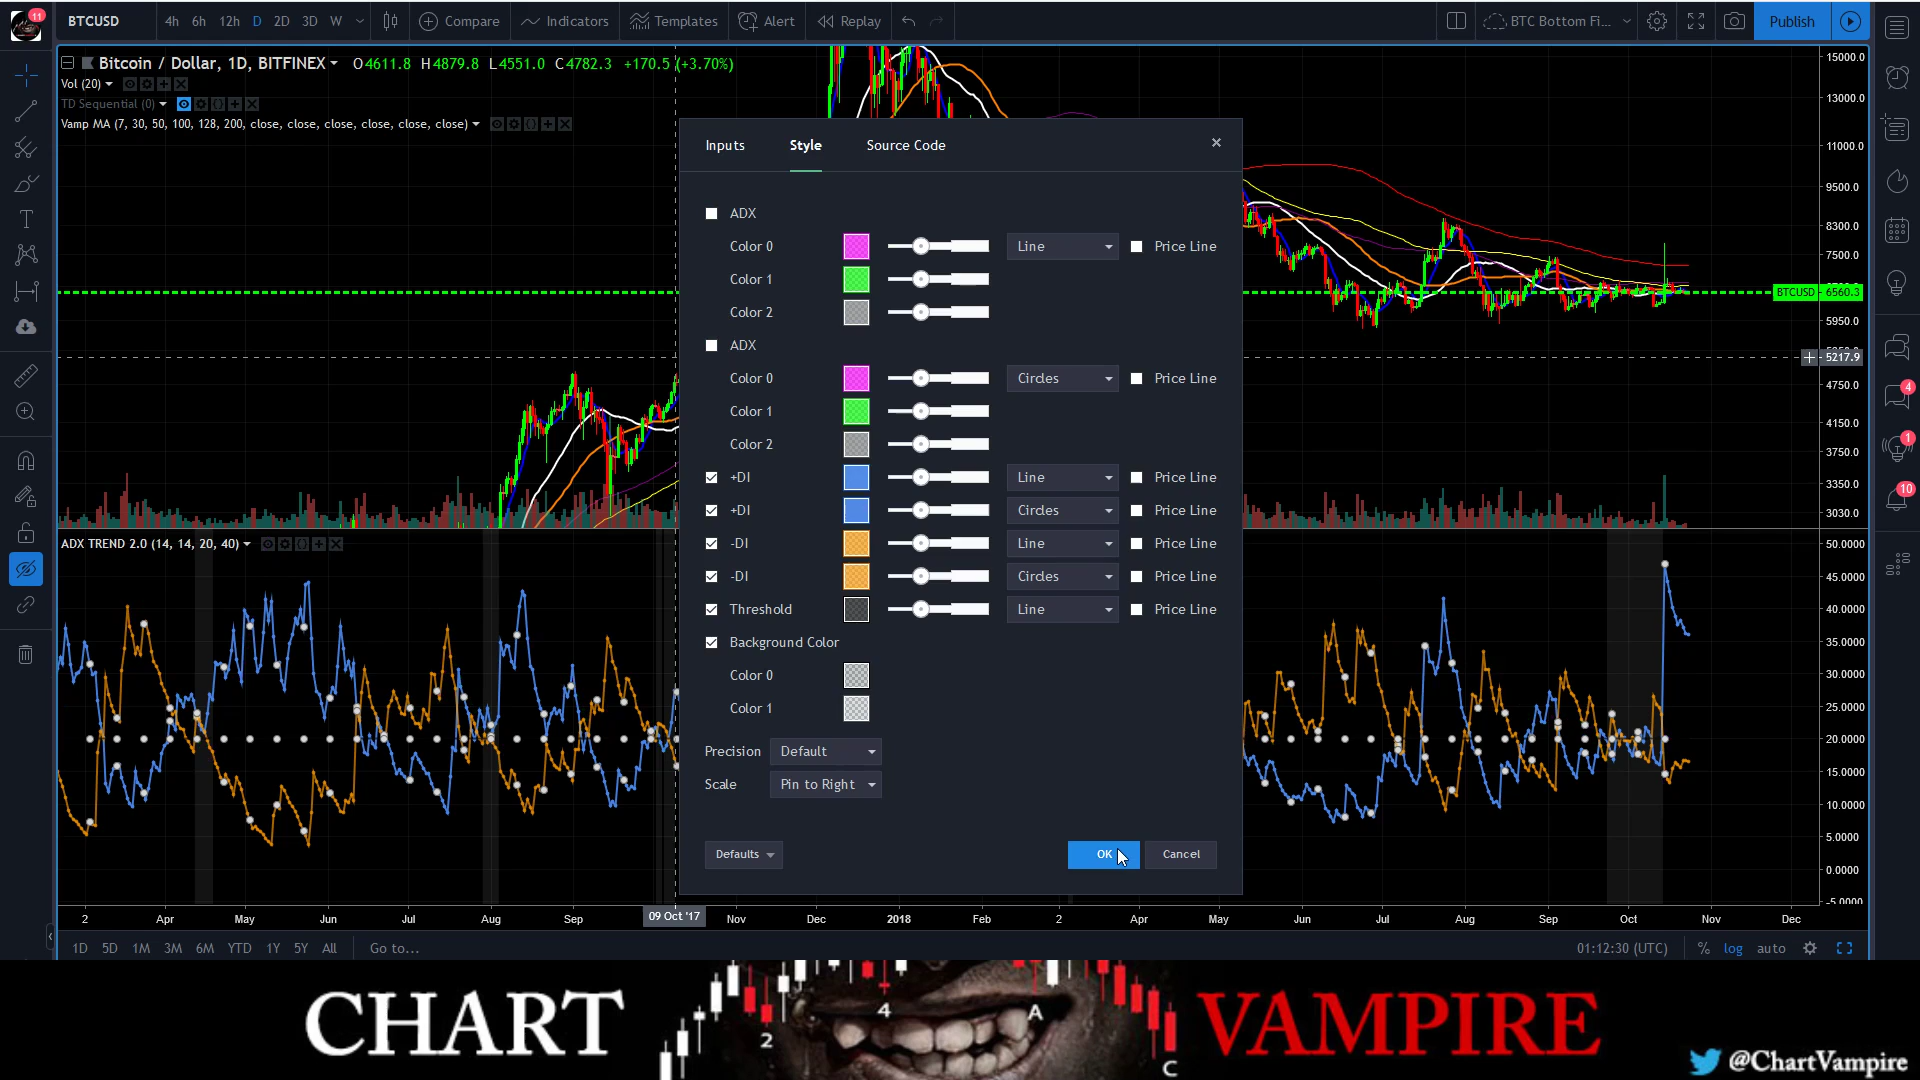 11
BTCUSD 4h 6h 12h D 2D 3D W Compare Indicators Templates Alert Replay BTC Bottom Fi... Publish
Bitcoin / Dollar, 1D, BITFINEX O4611.8 H4879.8 L4551.0 C4782.3 +170.5 (+3.70%)
Vol (20)
TD Sequential (0)
Vamp MA (7, 30, 50, 100, 128, 200, close, close, close, close, close, close)
Inputs Style Source Code
ADX
Color 0 Line Price Line
Color 1
Color 2
ADX
Color 0 Circles Price Line
Color 1
Color 2
+DI Line Price Line
+DI Circles Price Line
-DI Line Price Line
-DI Circles Price Line
Threshold Line Price Line
Background Color
Color 0
Color 1
Precision Default
Scale Pin to Right
Defaults OK Cancel
15000.0
13000.0
11000.0
9500.0
8300.0
7500.0
BTCUSD 6560.3
5950.0
5217.9
4750.0
4150.0
3750.0
3350.0
3030.0
4
1
10
ADX TREND 2.0 (14, 14, 20, 40)
50.0000
45.0000
40.0000
35.0000
30.0000
25.0000
20.0000
15.0000
10.0000
5.0000
0.0000
-5.0000
2 Apr May Jun Jul Aug Sep 09 Oct '17 Nov Dec 2018 Feb 2 Apr May Jun Jul Aug Sep Oct Nov Dec
1D 5D 1M 3M 6M YTD 1Y 5Y All Go to... 01:12:30 (UTC) % log auto
CHART VAMPIRE
2
4
A
C
@ChartVampire